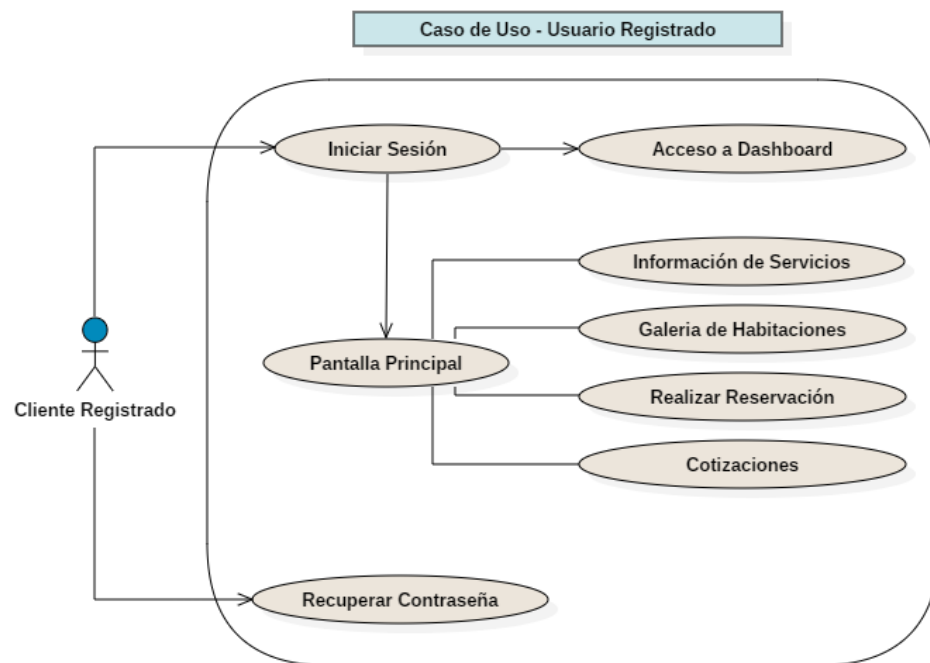 Caso de Uso - Usuario Registrado
Iniciar Sesión
Acceso a Dashboard
Información de Servicios
Galeria de Habitaciones
Pantalla Principal
Realizar Reservación
Cliente Registrado
Cotizaciones
Recuperar Contraseña